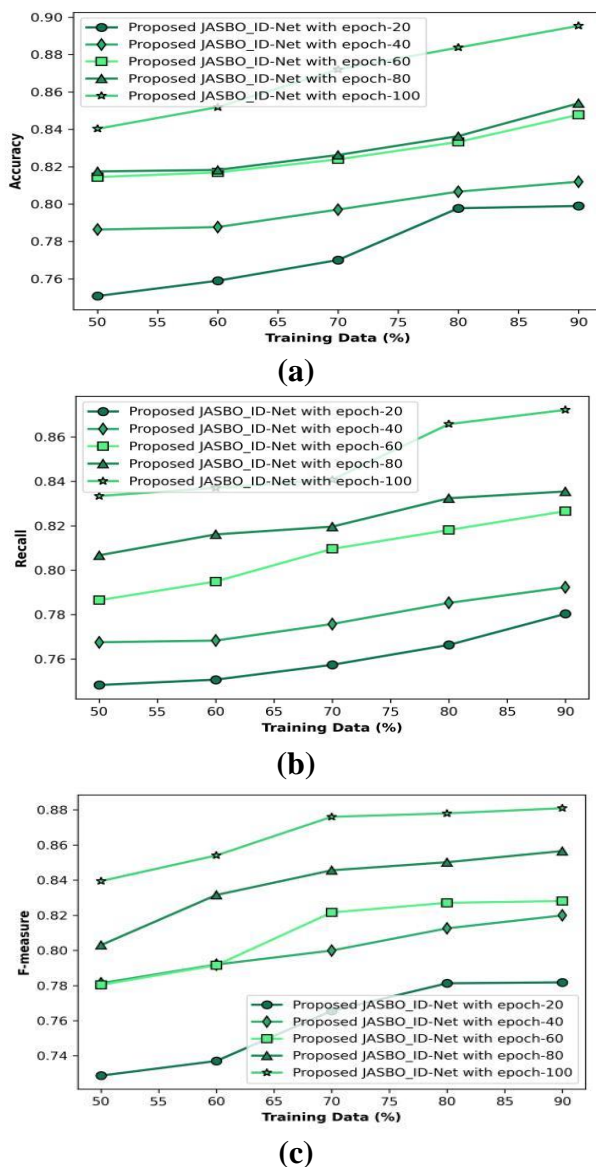 0.90
0.88
0.86
0.84
0.82
0.80
0.78
0.76
Accuracy
Proposed JASBO_ID-Net with epoch-20
Proposed JASBO_ID-Net with epoch-40
Proposed JASBO_ID-Net with epoch-60
Proposed JASBO_ID-Net with epoch-80
Proposed JASBO_ID-Net with epoch-100
50 55 60 65 70 75 80 85 90
Training Data (%)
(a)
0.86
0.84
0.82
0.80
0.78
0.76
Recall
Proposed JASBO_ID-Net with epoch-20
Proposed JASBO_ID-Net with epoch-40
Proposed JASBO_ID-Net with epoch-60
Proposed JASBO_ID-Net with epoch-80
Proposed JASBO_ID-Net with epoch-100
50 55 60 65 70 75 80 85 90
Training Data (%)
(b)
0.88
0.86
0.84
0.82
0.80
0.78
0.76
0.74
F-measure
Proposed JASBO_ID-Net with epoch-20
Proposed JASBO_ID-Net with epoch-40
Proposed JASBO_ID-Net with epoch-60
Proposed JASBO_ID-Net with epoch-80
Proposed JASBO_ID-Net with epoch-100
50 55 60 65 70 75 80 85 90
Training Data (%)
(c)